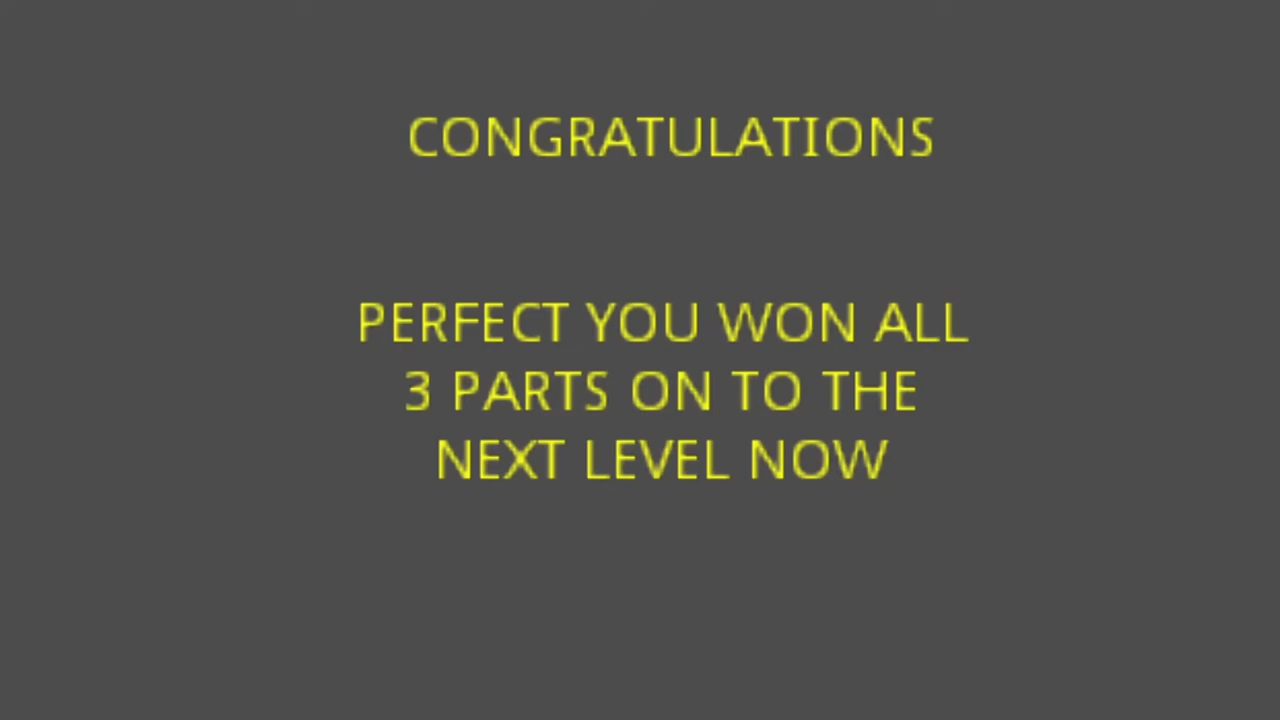 CONGRATULATIONS
PERFECT YOU WON ALL
3 PARTS ON TO THE
NEXT LEVEL NOW